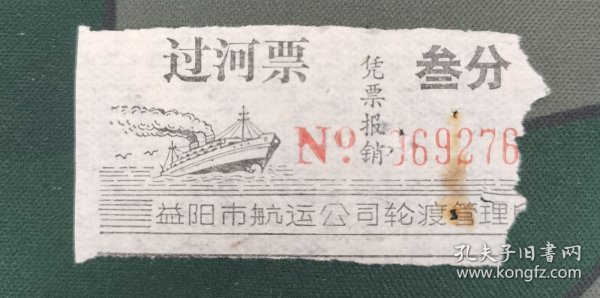 过河票
凭票报销
叁分
No 069276
益阳市航运公司轮渡管理
孔夫子旧书网
www.kongfz.com